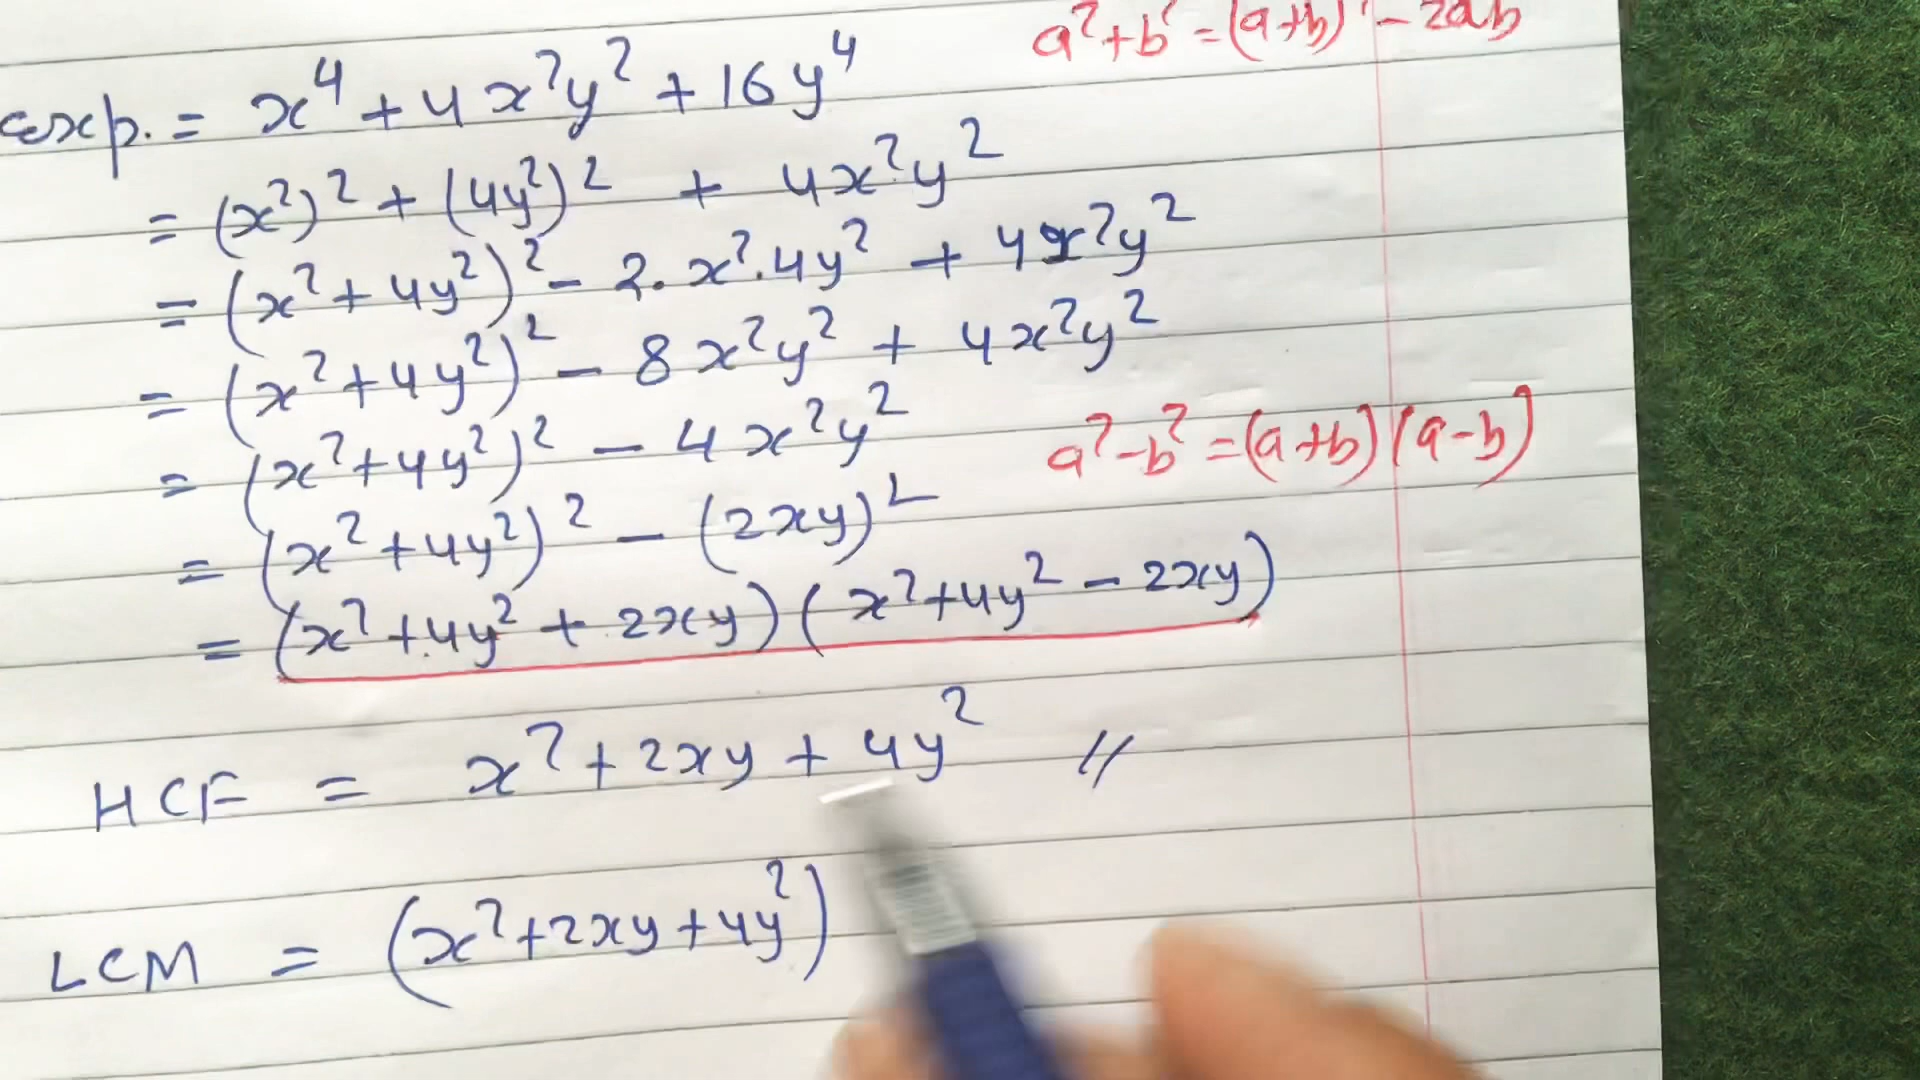 a²+b² = (a+b)² - 2ab
exp. = x⁴ + 4x²y² + 16y⁴
= (x²)² + (4y²)² + 4x²y²
= (x² + 4y²)² - 2.x².4y² + 4x²y²
= (x² + 4y²)² - 8x²y² + 4x²y²
= (x² + 4y²)² - 4x²y²
a² - b² = (a+b)(a-b)
= (x² + 4y²)² - (2xy)²
= (x² + 4y² + 2xy)(x² + 4y² - 2xy)
HCF = x² + 2xy + 4y² //
LCM = (x² + 2xy + 4y²)